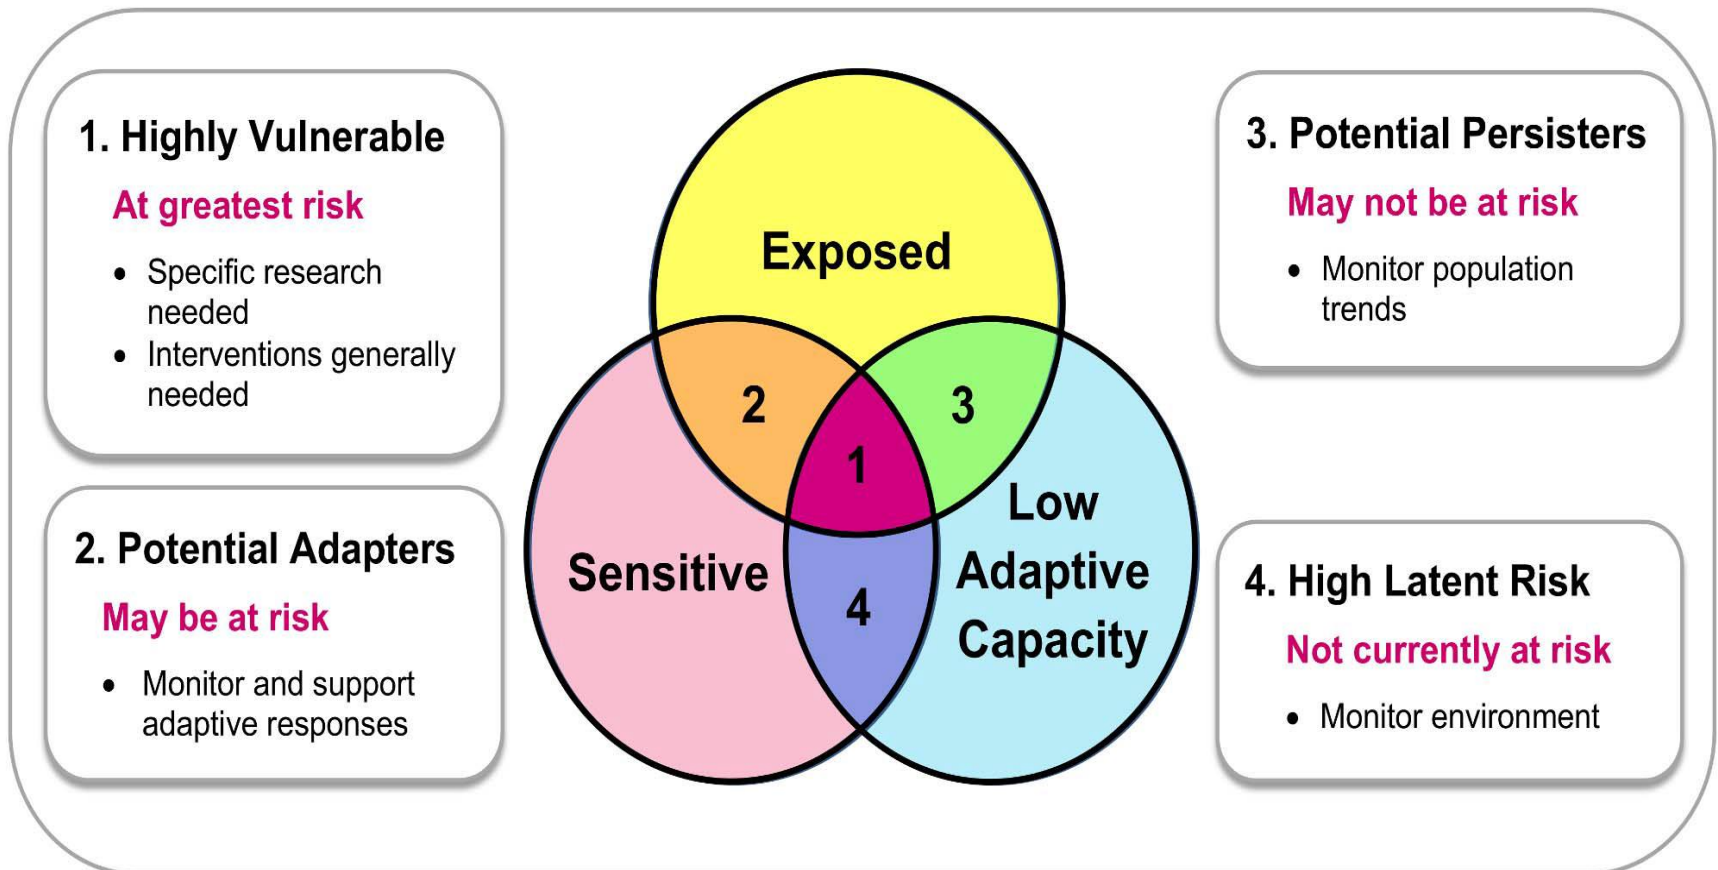 1. Highly Vulnerable
At greatest risk
• Specific research
needed
• Interventions generally
needed
2. Potential Adapters
May be at risk
• Monitor and support
adaptive responses
Exposed
2
3
1
Sensitive
4
Low
Adaptive
Capacity
3. Potential Persisters
May not be at risk
• Monitor population
trends
4. High Latent Risk
Not currently at risk
• Monitor environment